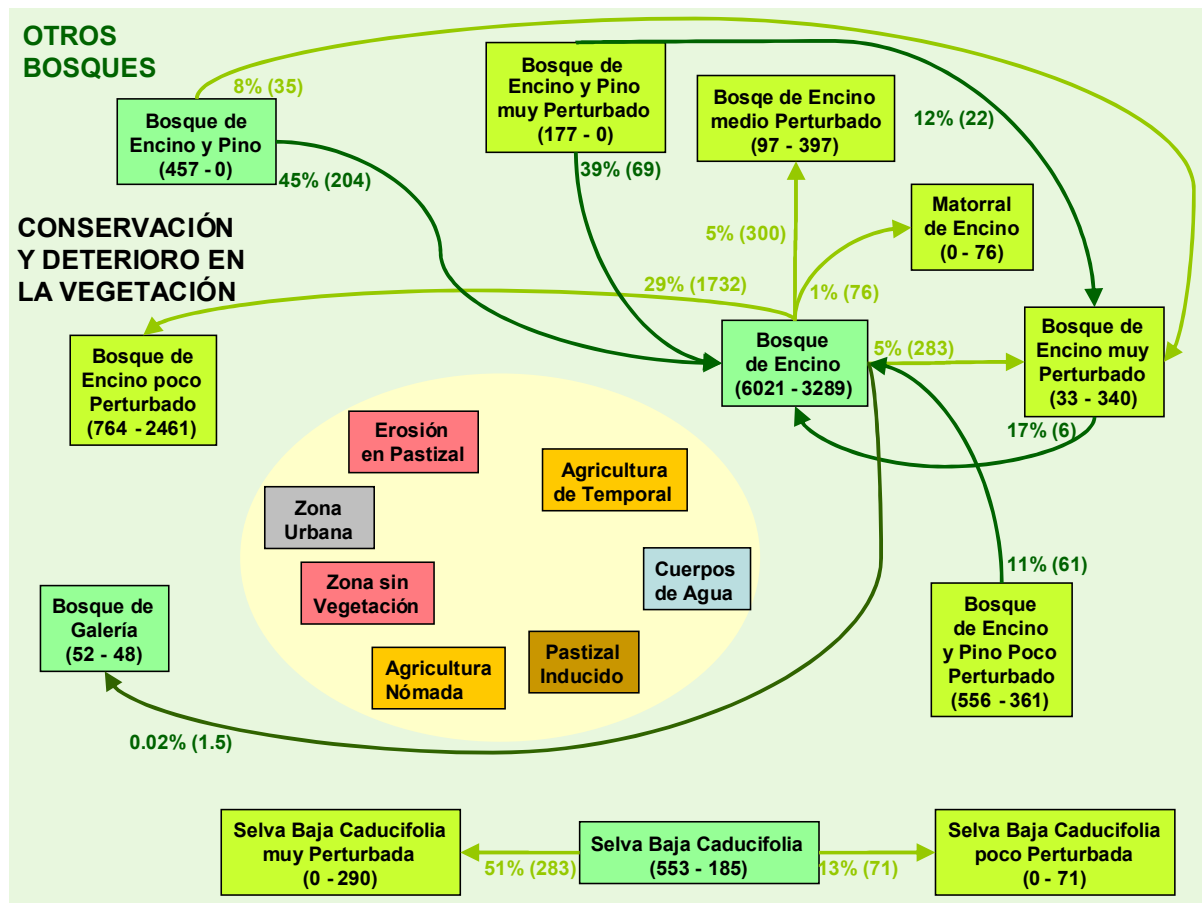 OTROS
BOSQUES
8% (35)
Bosque de
Encino y Pino
(457 - 0)
45% (204)
Bosque de
Encino y Pino
muy Perturbado
(177 - 0)
39% (69)
Bosqe de Encino
medio Perturbado
(97 - 397)
12% (22)
Matorral
de Encino
(0 - 76)
5% (300)
1% (76)
CONSERVACIÓN
Y DETERIORO EN
LA VEGETACIÓN
29% (1732)
Bosque de
Encino poco
Perturbado
(764 - 2461)
Bosque
de Encino
(6021 - 3289)
5% (283)
Bosque de
Encino muy
Perturbado
(33 - 340)
17% (6)
Erosión
en Pastizal
Agricultura
de Temporal
Zona
Urbana
Zona sin
Vegetación
Cuerpos
de Agua
Agricultura
Nómada
Pastizal
Inducido
11% (61)
Bosque
de Encino
y Pino Poco
Perturbado
(556 - 361)
Bosque de
Galería
(52 - 48)
0.02% (1.5)
Selva Baja Caducifolia
muy Perturbada
(0 - 290)
51% (283)
Selva Baja Caducifolia
(553 - 185)
13% (71)
Selva Baja Caducifolia
poco Perturbada
(0 - 71)